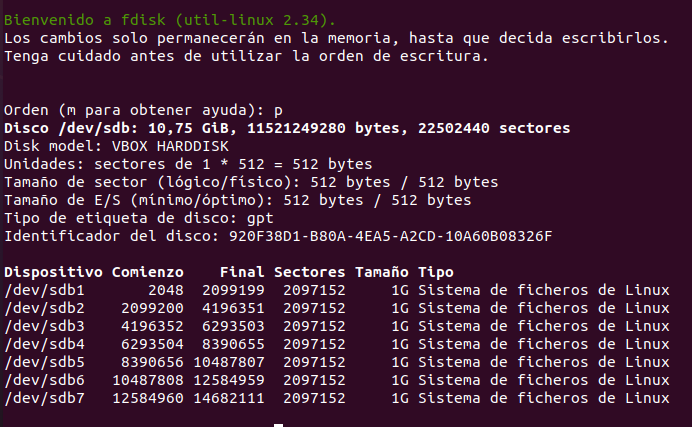 Bienvenido a fdisk (util-linux 2.34).
Los cambios solo permanecerán en la memoria, hasta que decida escribirlos.
Tenga cuidado antes de utilizar la orden de escritura.
Orden (m para obtener ayuda): p
Disco /dev/sdb: 10,75 GiB, 11521249280 bytes, 22502440 sectores
Disk model: VBOX HARDDISK
Unidades: sectores de 1 * 512 = 512 bytes
Tamaño de sector (lógico/físico): 512 bytes / 512 bytes
Tamaño de E/S (mínimo/óptimo): 512 bytes / 512 bytes
Tipo de etiqueta de disco: gpt
Identificador del disco: 920F38D1-B80A-4EA5-A2CD-10A60B08326F
Dispositivo Comienzo Final Sectores Tamaño Tipo
/dev/sdb1 2048 2099199 2097152 1G Sistema de ficheros de Linux
/dev/sdb2 2099200 4196351 2097152 1G Sistema de ficheros de Linux
/dev/sdb3 4196352 6293503 2097152 1G Sistema de ficheros de Linux
/dev/sdb4 6293504 8390655 2097152 1G Sistema de ficheros de Linux
/dev/sdb5 8390656 10487807 2097152 1G Sistema de ficheros de Linux
/dev/sdb6 10487808 12584959 2097152 1G Sistema de ficheros de Linux
/dev/sdb7 12584960 14682111 2097152 1G Sistema de ficheros de Linux